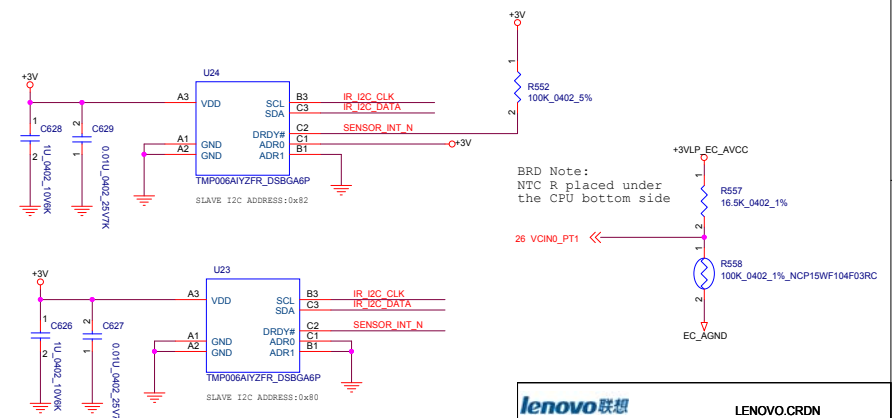 +3V
R552
100K_0402_5%
1
2
U24
+3V
1
C628
2
1U_0402_10V6K
2
C629
1
0.01U_0402_25V7K
A3
VDD
A1
GND
A2
GND
SCL
B3
IR_I2C_CLK
SDA
C3
IR_I2C_DATA
DRDY#
C2
SENSOR_INT_N
ADR0
C1
+3V
ADR1
B1
TMP006AIYZFR_DSBGA6P
SLAVE I2C ADDRESS:0x82
BRD Note:
NTC R placed under
the CPU bottom side
+3VLP_EC_AVCC
1
R557
16.5K_0402_1%
2
26 VCIN0_PT1
1
R558
100K_0402_1%_NCP15WF104F03RC
2
EC_AGND
U23
+3V
1
C626
2
1U_0402_10V6K
2
C627
1
0.01U_0402_25V7
A3
VDD
A1
GND
A2
GND
SCL
B3
IR_I2C_CLK
SDA
C3
IR_I2C_DATA
DRDY#
C2
SENSOR_INT_N
ADR0
C1
ADR1
B1
TMP006AIYZFR_DSBGA6P
SLAVE I2C ADDRESS:0x80
lenovo联想
LENOVO.CRDN